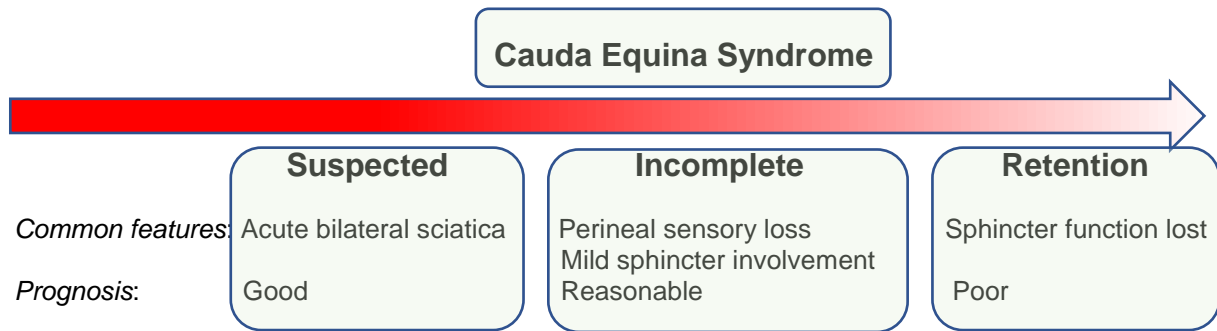 Cauda Equina Syndrome
Suspected Incomplete Retention
Common features: Acute bilateral sciatica Perineal sensory loss Sphincter function lost
Mild sphincter involvement
Prognosis: Good Reasonable Poor